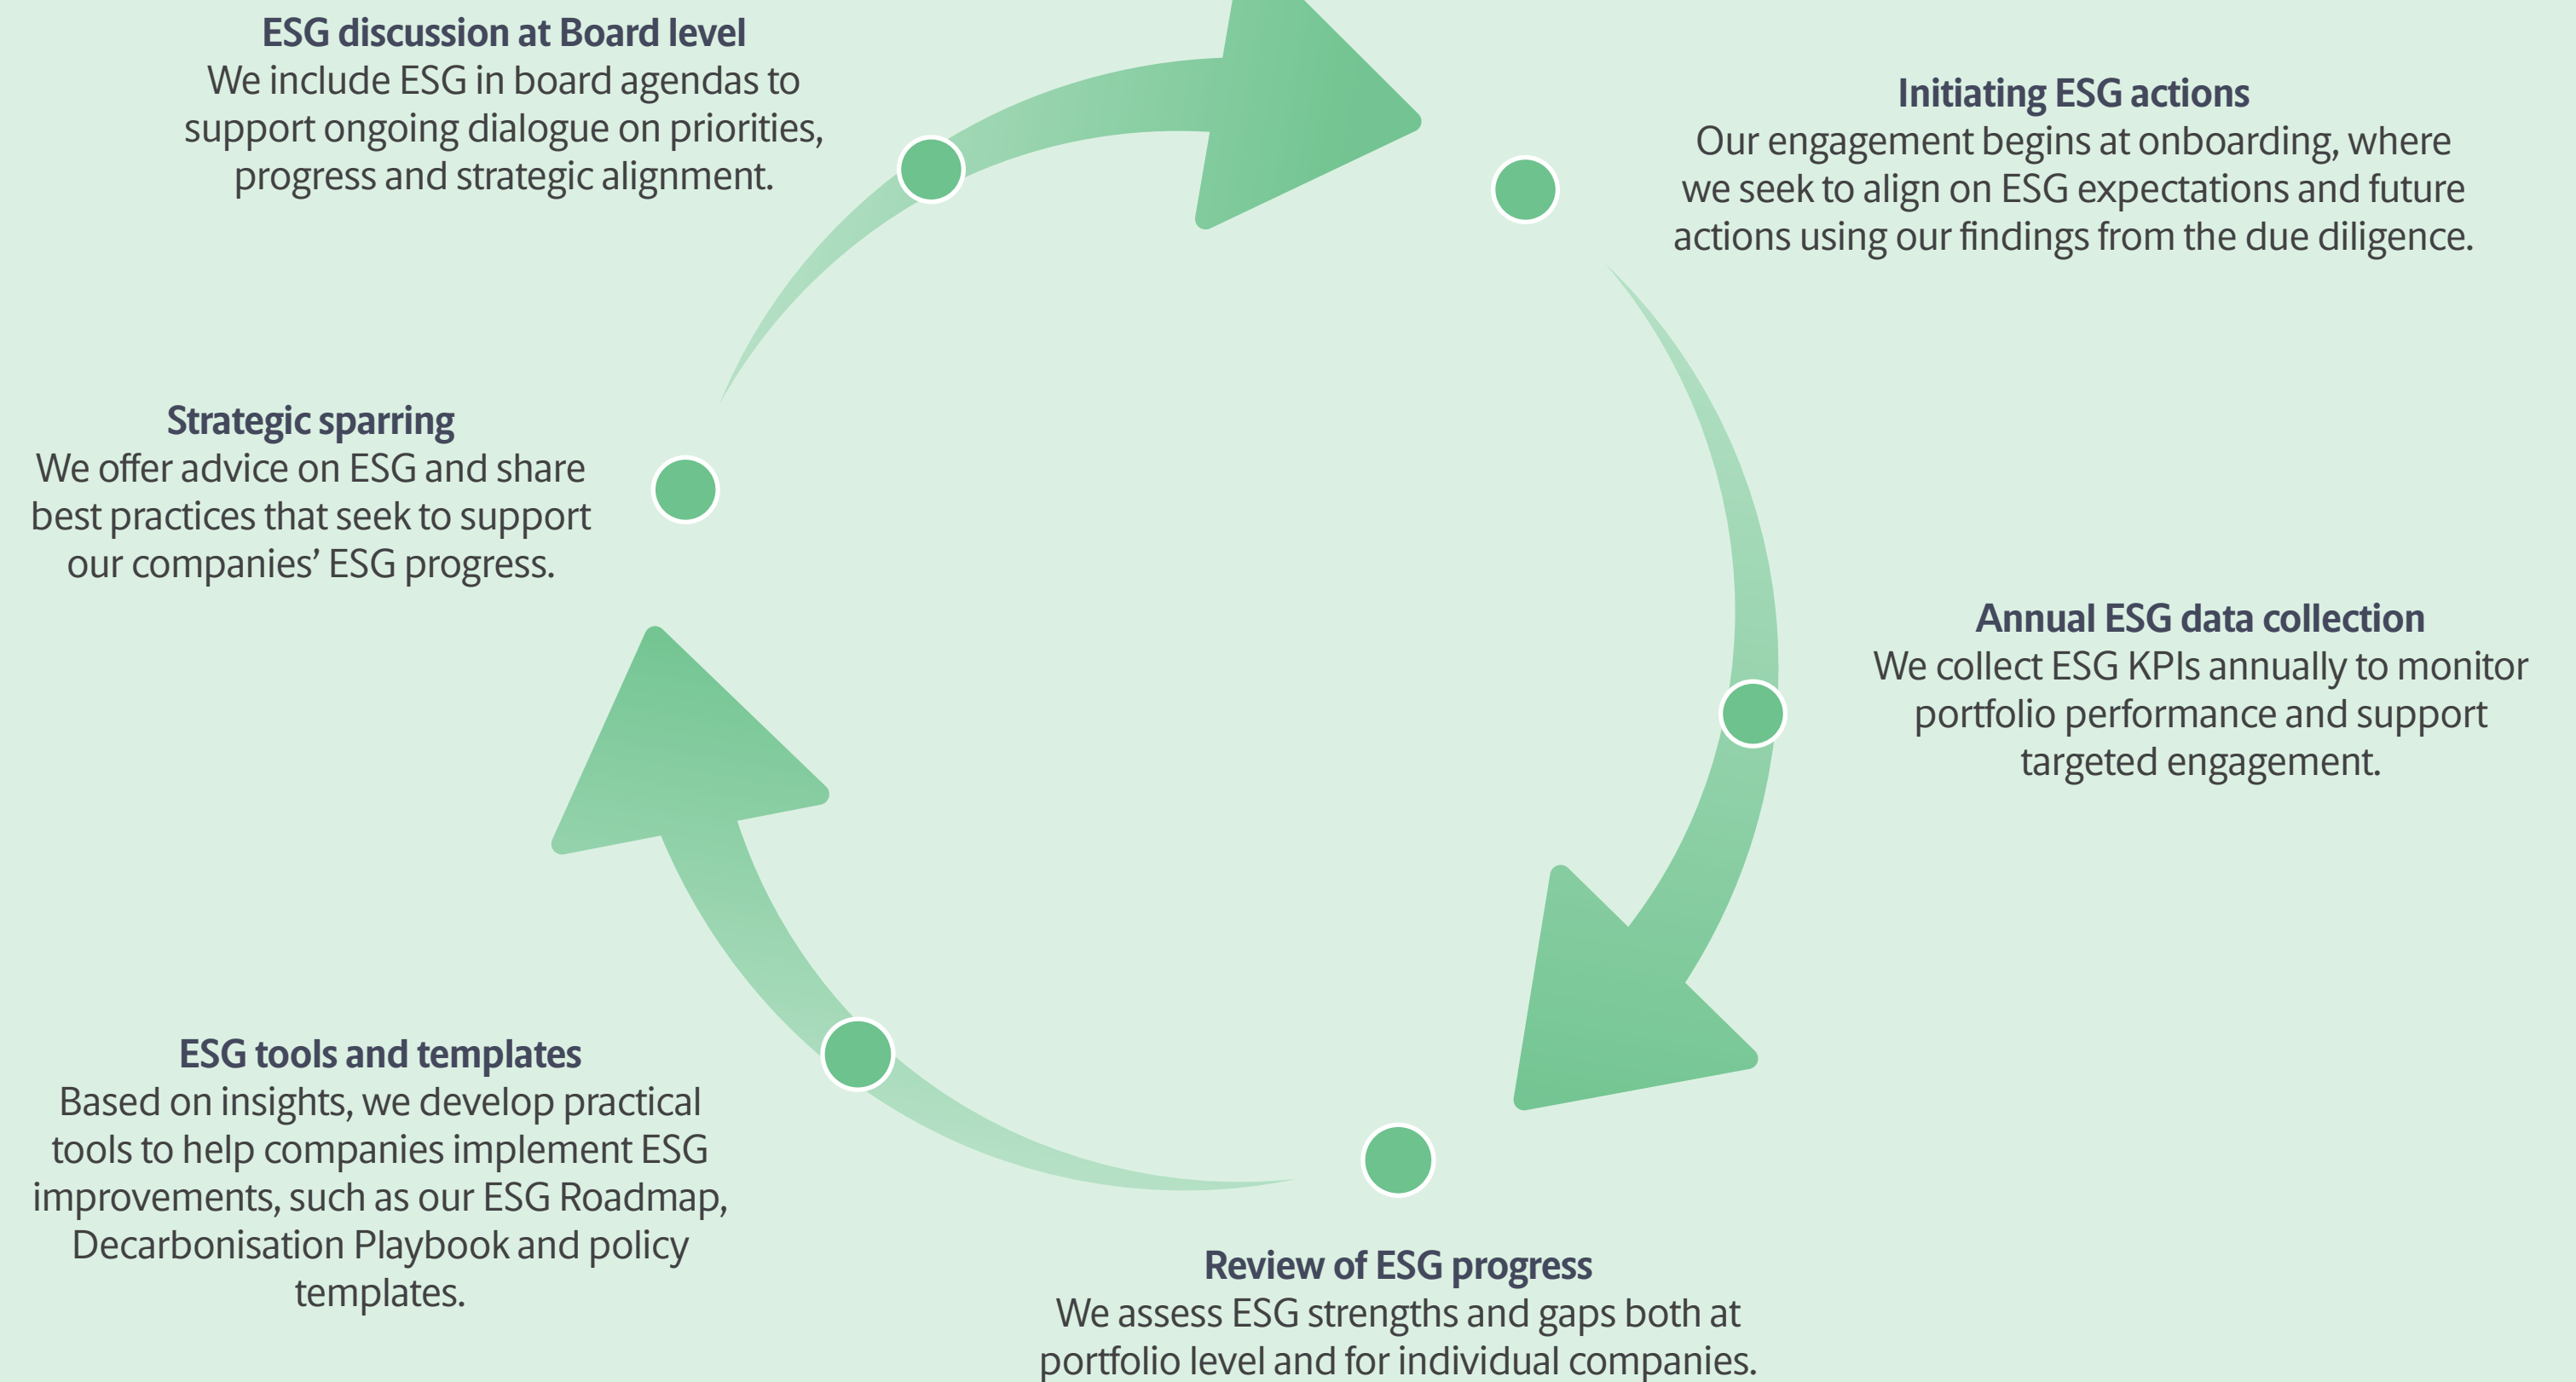 ESG discussion at Board level
We include ESG in board agendas to
support ongoing dialogue on priorities,
progress and strategic alignment.
Initiating ESG actions
Our engagement begins at onboarding, where
we seek to align on ESG expectations and future
actions using our findings from the due diligence.
Strategic sparring
We offer advice on ESG and share
best practices that seek to support
our companies’ ESG progress.
Annual ESG data collection
We collect ESG KPIs annually to monitor
portfolio performance and support
targeted engagement.
ESG tools and templates
Based on insights, we develop practical
tools to help companies implement ESG
improvements, such as our ESG Roadmap,
Decarbonisation Playbook and policy
templates.
Review of ESG progress
We assess ESG strengths and gaps both at
portfolio level and for individual companies.